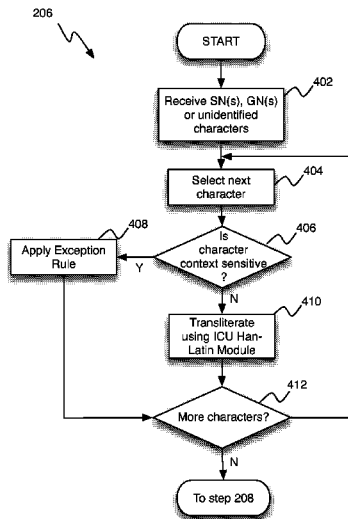 206
START
402
Receive SN(s), GN(s)
or unidentified
characters
404
Select next
character
408
406
Is
character
context sensitive
?
Apply Exception
Rule
Y
N
410
Transliterate
using ICU Han-
Latin Module
412
More characters?
N
To step 208